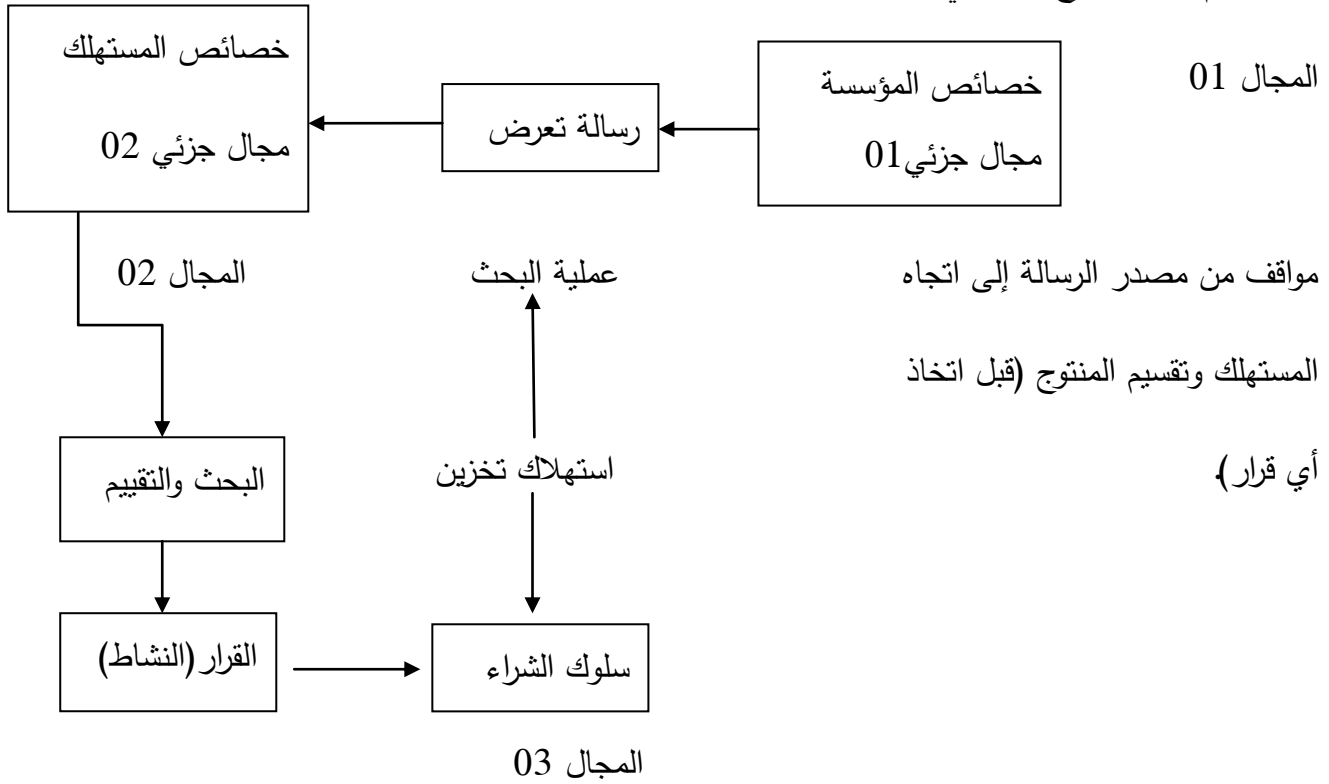 المجال 01
خصائص المؤسسة
مجال جزئي01
رسالة تعرض
خصائص المستهلك
مجال جزئي 02
مواقف من مصدر الرسالة إلى اتجاه
المستهلك وتقسيم المنتوج (قبل اتخاذ
أي قرار).
عملية البحث
المجال 02
استهلاك تخزين
البحث والتقييم
القرار (النشاط)
سلوك الشراء
المجال 03